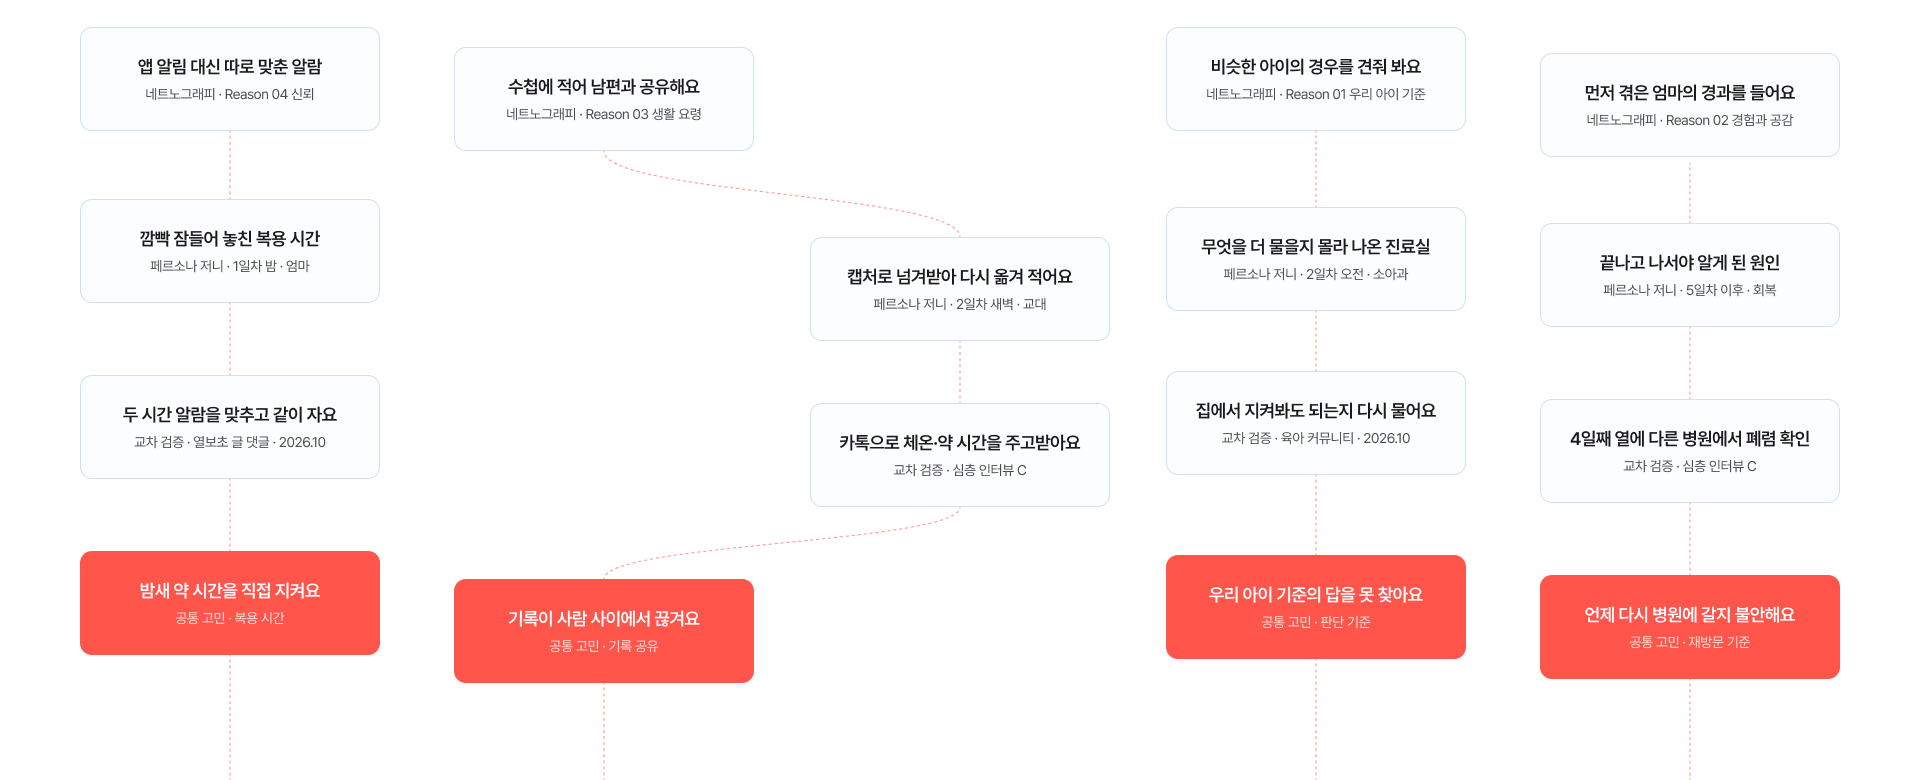 앱 알림 대신 따로 맞춘 알람
네트노그래피 · Reason 04 신뢰
깜빡 잠들어 놓친 복용 시간
페르소나 저니 · 1일차 밤 · 엄마
두 시간 알람을 맞추고 같이 자요
교차 검증 · 열보초 글 댓글 · 2026.10
밤새 약 시간을 직접 지켜요
공통 고민 · 복용 시간
수첩에 적어 남편과 공유해요
네트노그래피 · Reason 03 생활 요령
캡처로 넘겨받아 다시 옮겨 적어요
페르소나 저니 · 2일차 새벽 · 교대
카톡으로 체온·약 시간을 주고받아요
교차 검증 · 심층 인터뷰 C
기록이 사람 사이에서 끊겨요
공통 고민 · 기록 공유
비슷한 아이의 경우를 견줘 봐요
네트노그래피 · Reason 01 우리 아이 기준
무엇을 더 물을지 몰라 나온 진료실
페르소나 저니 · 2일차 오전 · 소아과
집에서 지켜봐도 되는지 다시 물어요
교차 검증 · 육아 커뮤니티 · 2026.10
우리 아이 기준의 답을 못 찾아요
공통 고민 · 판단 기준
먼저 겪은 엄마의 경과를 들어요
네트노그래피 · Reason 02 경험과 공감
끝나고 나서야 알게 된 원인
페르소나 저니 · 5일차 이후 · 회복
4일째 열에 다른 병원에서 폐렴 확인
교차 검증 · 심층 인터뷰 C
언제 다시 병원에 갈지 불안해요
공통 고민 · 재방문 기준